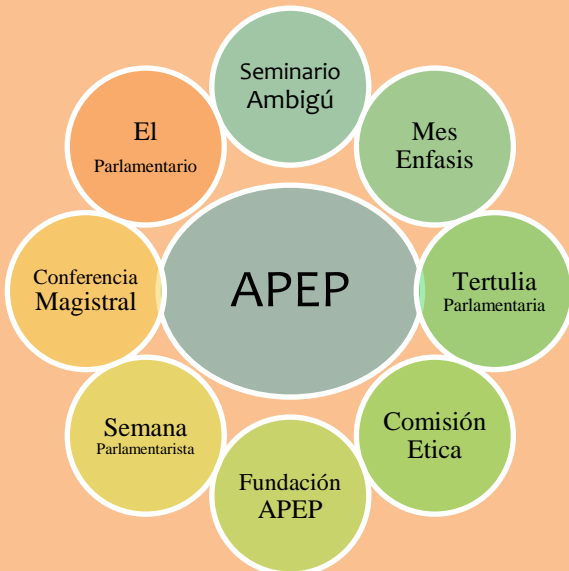 Seminario
Ambigú
Mes
Enfasis
Tertulia
Parlamentaria
Comisión
Etica
Fundación
APEP
Semana
Parlamentarista
Conferencia
Magistral
El
Parlamentario
APEP